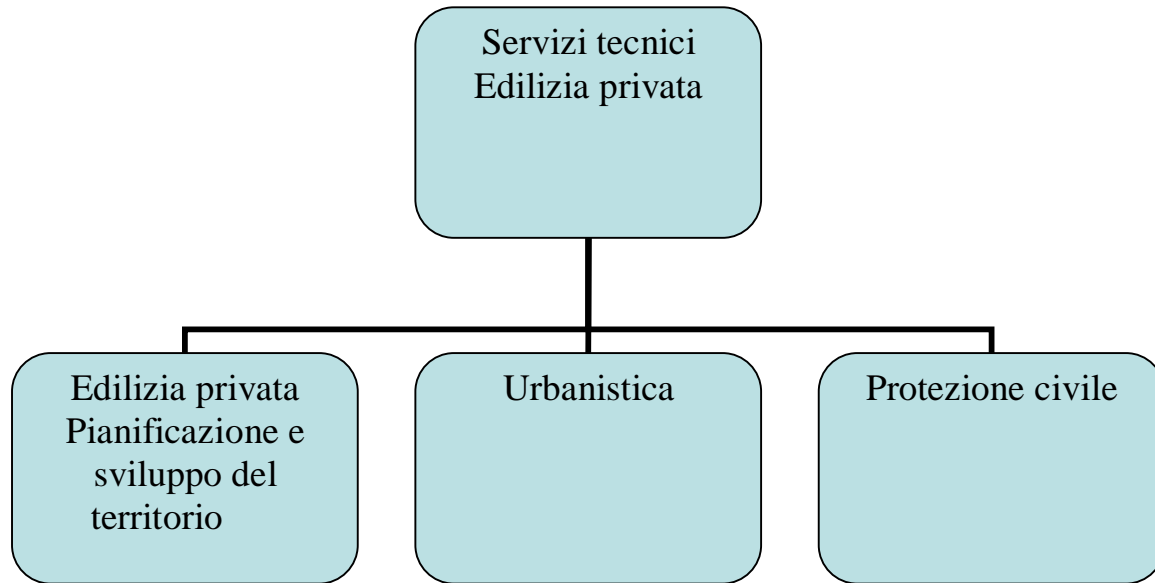 Servizi tecnici
Edilizia privata
Edilizia privata
Pianificazione e
sviluppo del
territorio
Urbanistica
Protezione civile